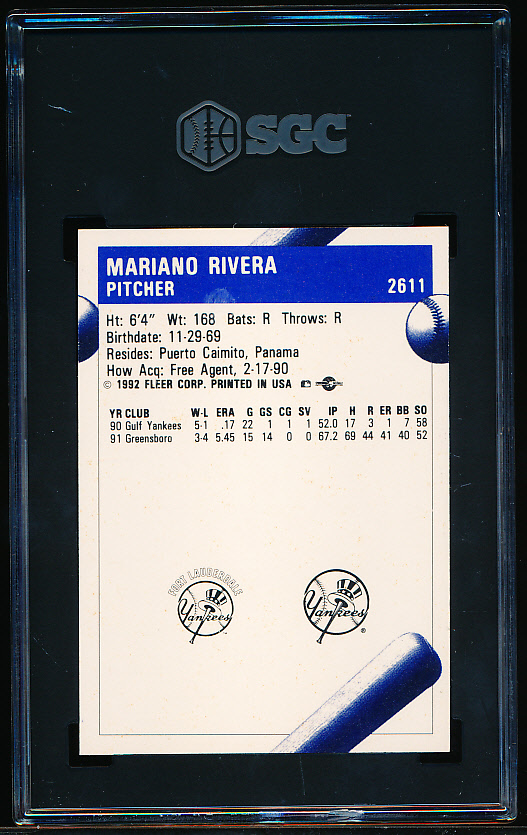 SGC
MARIANO RIVERA
PITCHER 2611
Ht: 6'4" Wt: 168 Bats: R Throws: R
Birthdate: 11-29-69
Resides: Puerto Caimito, Panama
How Acq: Free Agent, 2-17-90
© 1992 FLEER CORP. PRINTED IN USA
YR CLUB W-L ERA G GS CG SV IP H R ER BB SO
90 Gulf Yankees 5-1 .17 22 1 1 1 52.0 17 3 1 7 58
91 Greensboro 3-4 5.45 15 14 0 0 67.2 69 44 41 40 52
FORT LAUDERDALE
Yankees
Yankees
®